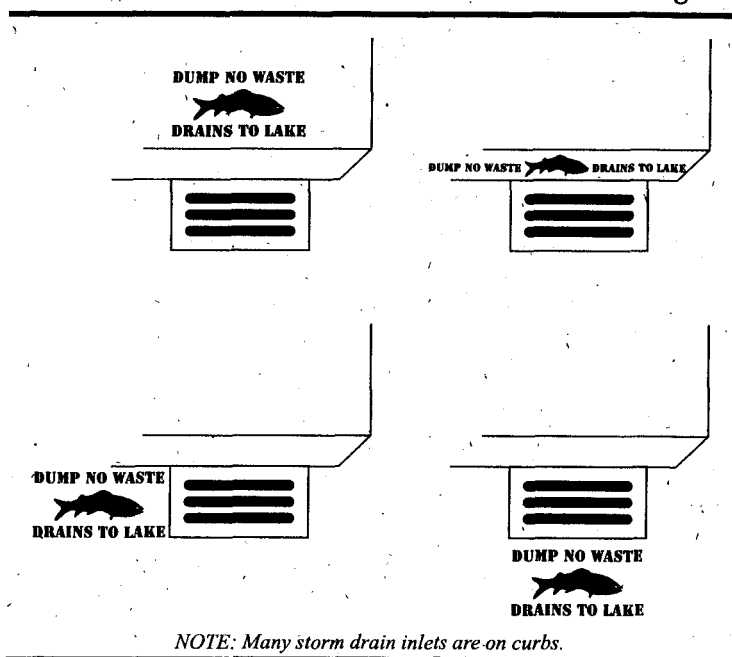 DUMP NO WASTE
DRAINS TO LAKE
DUMP NO WASTE DRAINS TO LAKE
DUMP NO WASTE
DRAINS TO LAKE
DUMP NO WASTE
DRAINS TO LAKE
NOTE: Many storm drain inlets are on curbs.